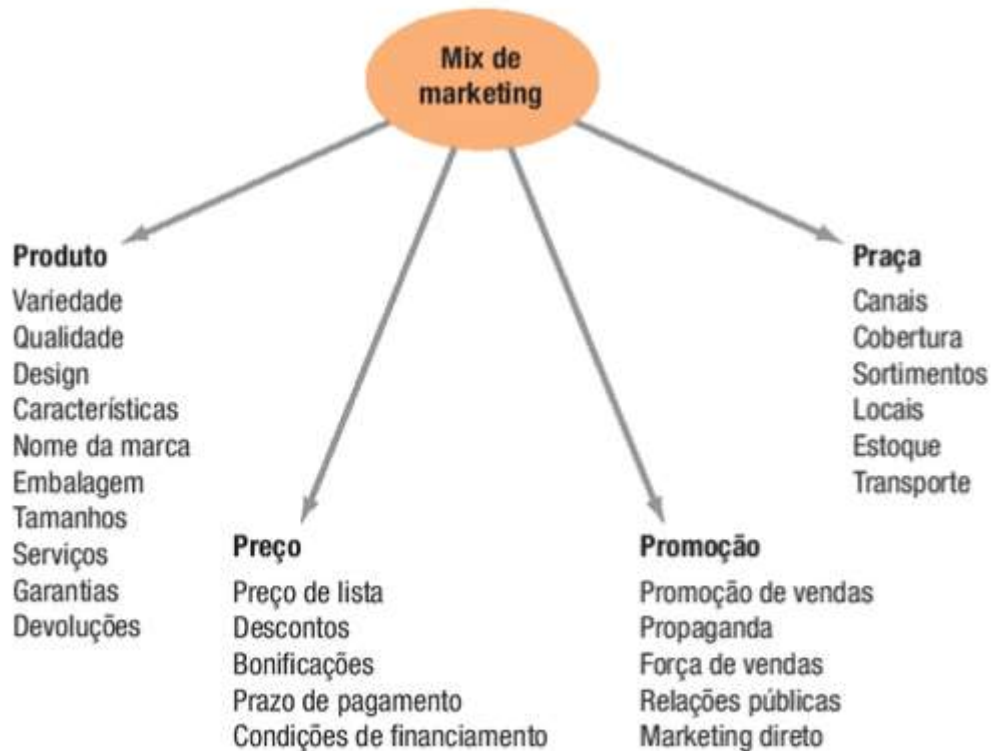 Mix de
marketing
Produto
Variedade
Qualidade
Design
Características
Nome da marca
Embalagem
Tamanhos
Serviços
Garantias
Devoluções
Preço
Preço de lista
Descontos
Bonificações
Prazo de pagamento
Condições de financiamento
Promoção
Promoção de vendas
Propaganda
Força de vendas
Relações públicas
Marketing direto
Praça
Canais
Cobertura
Sortimentos
Locais
Estoque
Transporte